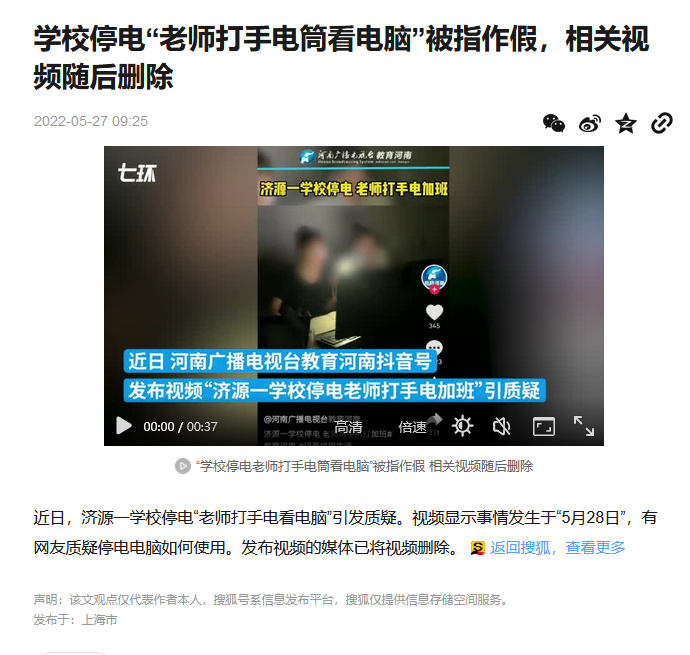 学校停电“老师打手电筒看电脑”被指作假，相关视
频随后删除
2022-05-27 09:25
七环
河南广播电视台教育河南
济源一学校停电 老师打手电加班
345
近日 河南广播电视台教育河南抖音号
发布视频“济源一学校停电老师打手电加班”引质疑
@河南广播电视台教育河南
00:00 / 00:37
高清
倍速
“学校停电老师打手电筒看电脑”被指作假 相关视频随后删除
近日，济源一学校停电“老师打手电看电脑”引发质疑。视频显示事情发生于“5月28日”，有
网友质疑停电电脑如何使用。发布视频的媒体已将视频删除。 返回搜狐，查看更多
声明：该文观点仅代表作者本人，搜狐号系信息发布平台，搜狐仅提供信息存储空间服务。
发布于：上海市